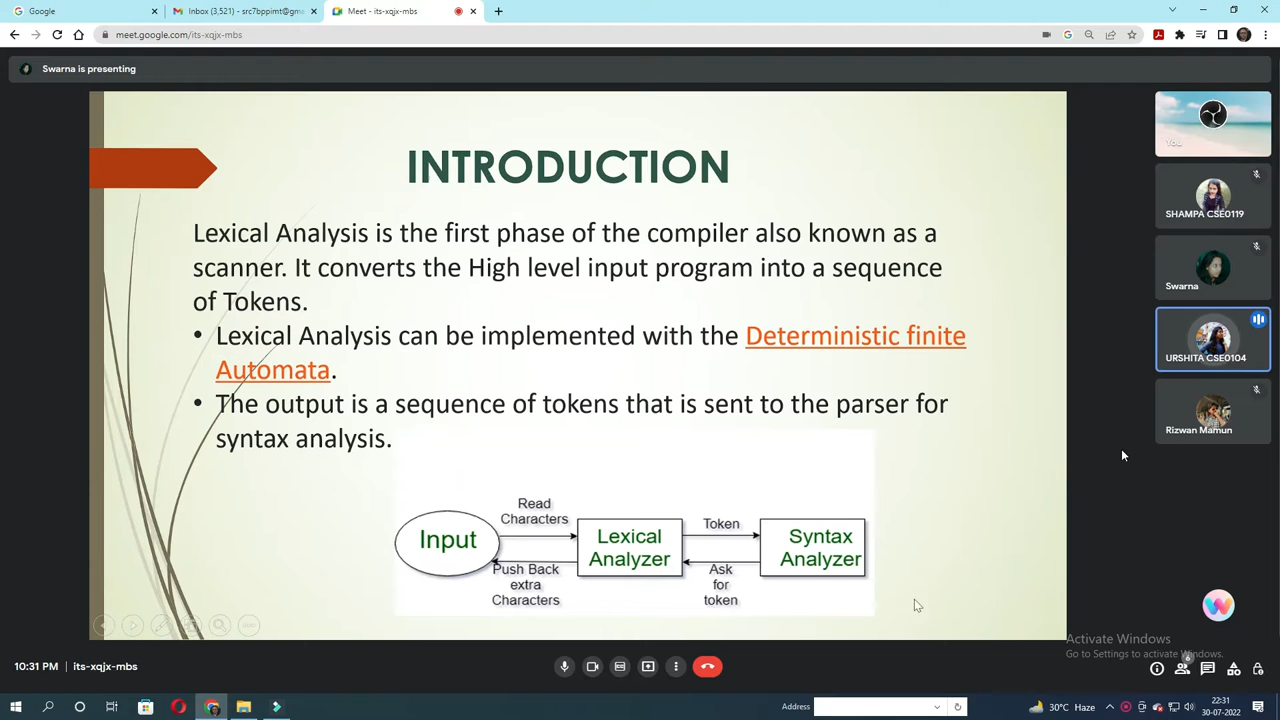 Google
Inbox (3,521) - src7bppimt@gm
Meet - its-xqjx-mbs
meet.google.com/its-xqjx-mbs
Swarna is presenting
INTRODUCTION
Lexical Analysis is the first phase of the compiler also known as a
scanner. It converts the High level input program into a sequence
of Tokens.
• Lexical Analysis can be implemented with the Deterministic finite
Automata.
• The output is a sequence of tokens that is sent to the parser for
syntax analysis.
Input
Read
Characters
Push Back
extra
Characters
Lexical
Analyzer
Token
Ask
for
token
Syntax
Analyzer
You
SHAMPA CSE0119
Swarna
URSHITA CSE0104
Rizwan Mamun
Activate Windows
Go to Settings to activate Windows.
10:31 PM | its-xqjx-mbs
6
Address
30°C Haze
22:31
30-07-2022